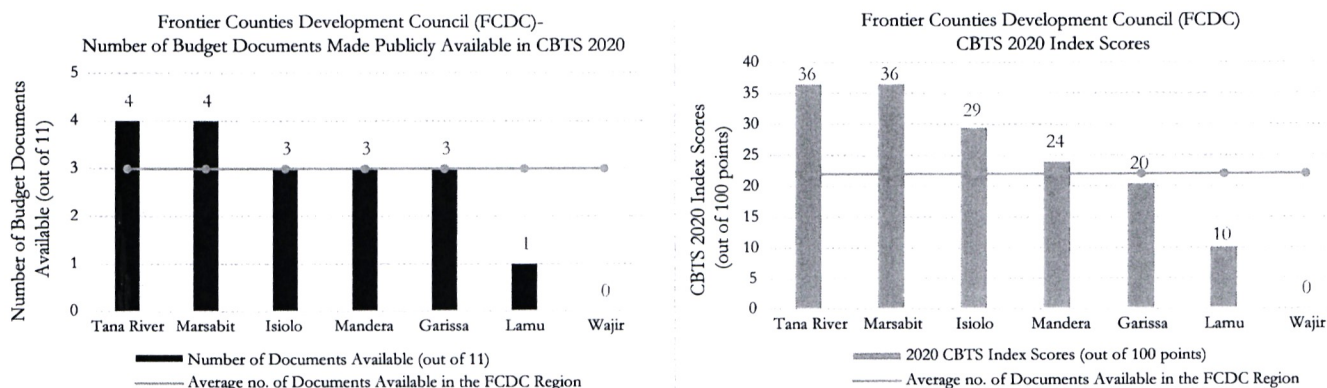 Frontier Counties Development Council (FCDC)-
Number of Budget Documents Made Publicly Available in CBTS 2020
Number of Budget Documents
Available (out of 11)
5
4
3
2
1
0
4
4
3
3
3
1
0
Tana River
Marsabit
Isiolo
Mandera
Garissa
Lamu
Wajir
Number of Documents Available (out of 11)
Average no. of Documents Available in the FCDC Region
Frontier Counties Development Council (FCDC)
CBTS 2020 Index Scores
CBTS 2020 Index Scores
(out of 100 points)
40
35
30
25
20
15
10
5
0
36
36
29
24
20
10
0
Tana River
Marsabit
Isiolo
Mandera
Garissa
Lamu
Wajir
2020 CBTS Index Scores (out of 100 points)
Average no. of Documents Available in the FCDC Region